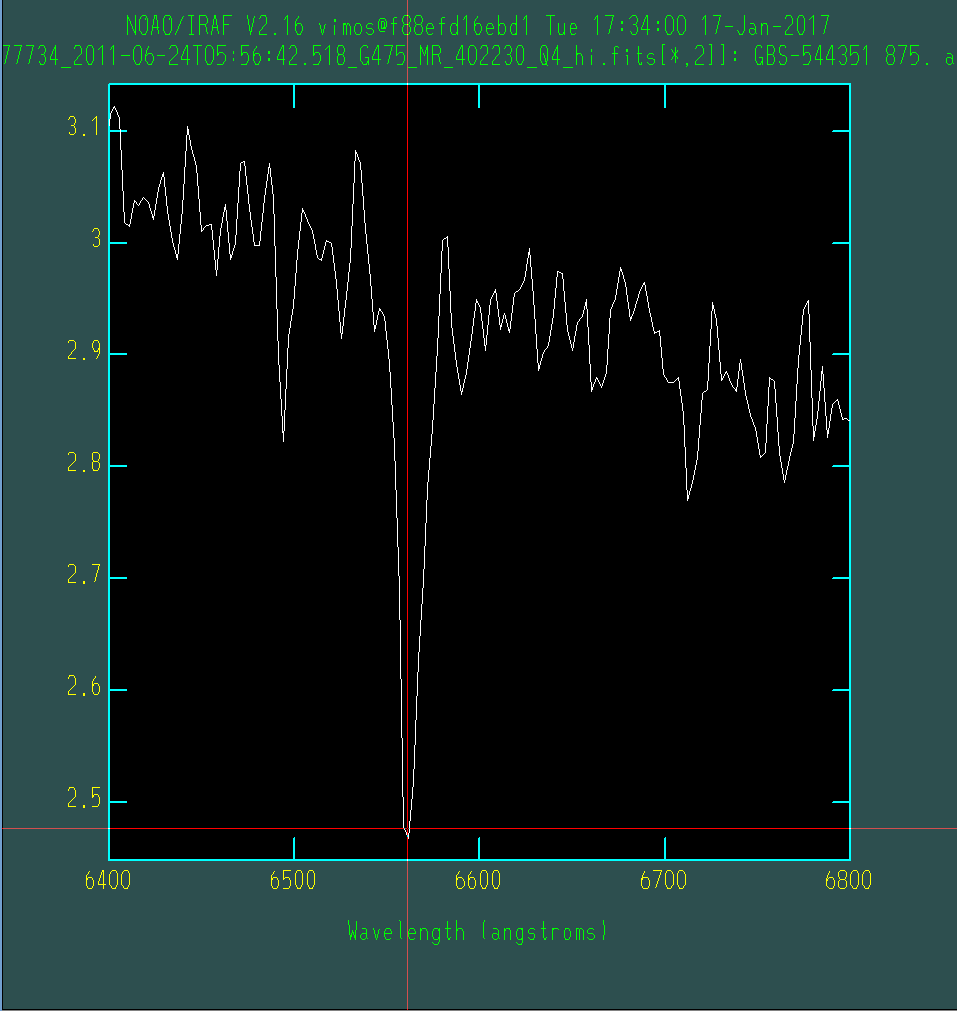 NOAO/IRAF V2.16 vimos@f88efd16ebd1 Tue 17:34:00 17-Jan-2017
77734_2011-06-24T05:56:42.518_G475_MR_402230_Q4_hi.fits[*,2]]: GBS-544351 875. a
3.1
3
2.9
2.8
2.7
2.6
2.5
6400 6500 6600 6700 6800
Wavelength (angstroms)